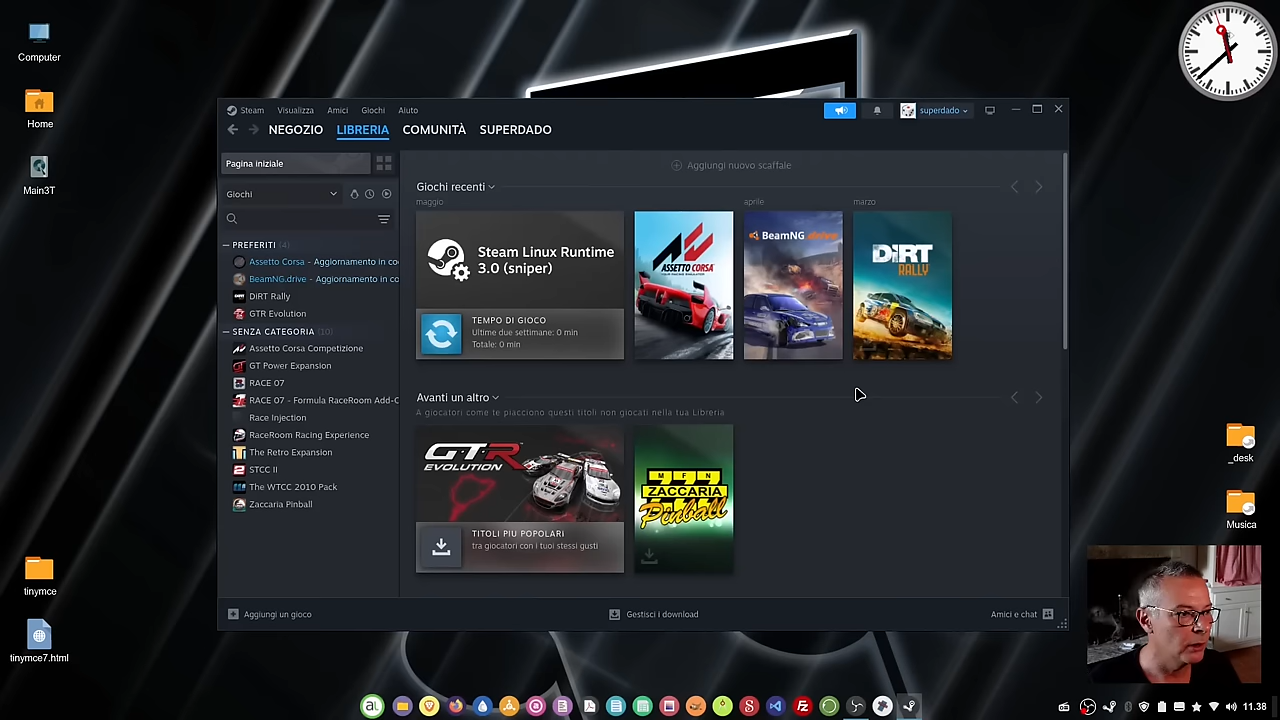 Computer
Home
Main3T
tinymce
tinymce7.html
Steam Visualizza Amici Giochi Aiuto
superdado
NEGOZIO LIBRERIA COMUNITÀ SUPERDADO
Pagina iniziale
Giochi
PREFERITI (4)
Assetto Corsa - Aggiornamento in co
BeamNG.drive - Aggiornamento in co
DiRT Rally
GTR Evolution
SENZA CATEGORIA (10)
Assetto Corsa Competizione
GT Power Expansion
RACE 07
RACE 07 - Formula RaceRoom Add-O
Race Injection
RaceRoom Racing Experience
The Retro Expansion
STCC II
The WTCC 2010 Pack
Zaccaria Pinball
Aggiungi nuovo scaffale
Giochi recenti
maggio aprile marzo
Steam Linux Runtime
3.0 (sniper)
TEMPO DI GIOCO
Ultime due settimane: 0 min
Totale: 0 min
ASSETTO CORSA
BeamNG drive
DiRT
RALLY
Avanti un altro
A giocatori come te piacciono questi titoli non giocati nella tua Libreria
GTR
EVOLUTION
TITOLI PIU POPOLARI
tra giocatori con i tuoi stessi gusti
M F N
ZACCARIA
Pinball
Aggiungi un gioco
Gestisci i download
Amici e chat
_desk
Musica
al
11.38